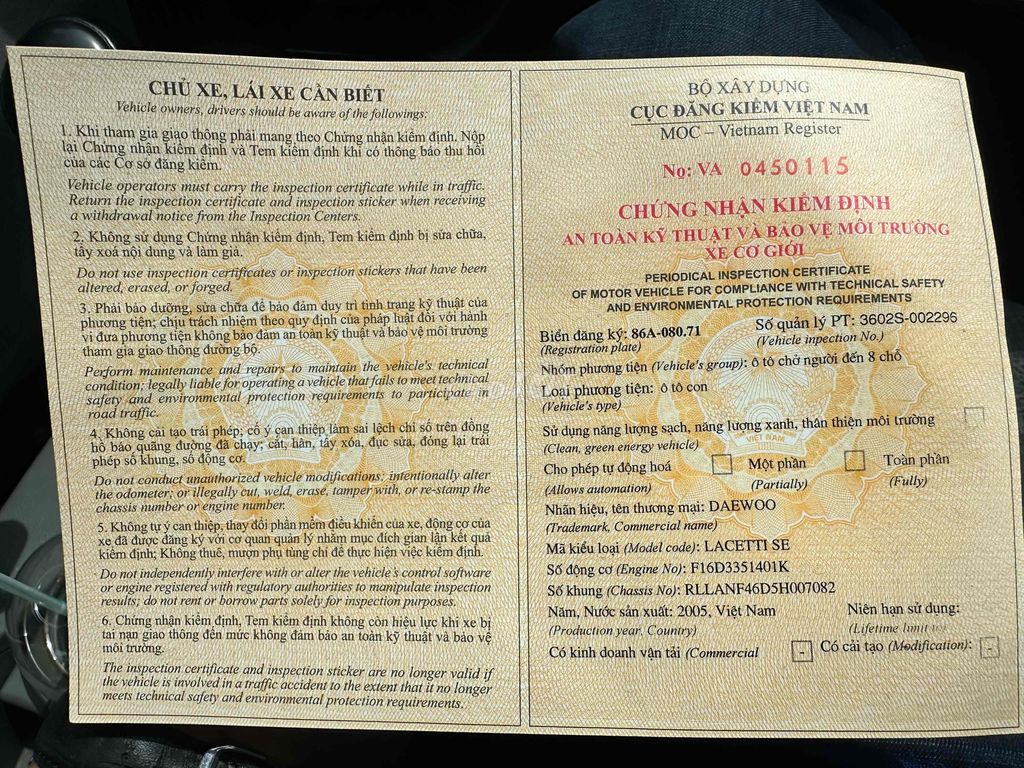 CHỦ XE, LÁI XE CẦN BIẾT
Vehicle owners, drivers should be aware of the followings:
1. Khi tham gia giao thông phải mang theo Chứng nhận kiểm định. Nộp
lại Chứng nhận kiểm định và Tem kiểm định khi có thông báo thu hồi
của các Cơ sở đăng kiểm.
Vehicle operators must carry the inspection certificate while in traffic.
Return the inspection certificate and inspection sticker when receiving
a withdrawal notice from the Inspection Centers.
2. Không sử dụng Chứng nhận kiểm định, Tem kiểm định bị sửa chữa,
tẩy xoá nội dung và làm giả.
Do not use inspection certificates or inspection stickers that have been
altered, erased, or forged.
3. Phải bảo dưỡng, sửa chữa để bảo đảm duy trì tình trạng kỹ thuật của
phương tiện; chịu trách nhiệm theo quy định của pháp luật đối với hành
vi đưa phương tiện không bảo đảm an toàn kỹ thuật và bảo vệ môi trường
tham gia giao thông đường bộ.
Perform maintenance and repairs to maintain the vehicle's technical
condition; legally liable for operating a vehicle that fails to meet technical
safety and environmental protection requirements to participate in
road traffic.
4. Không cải tạo trái phép; cố ý can thiệp làm sai lệch chỉ số trên đồng
hồ báo quãng đường đã chạy; cắt, hàn, tẩy xóa, đục sửa, đóng lại trái
phép số khung, số động cơ.
Do not conduct unauthorized vehicle modifications; intentionally alter
the odometer; or illegally cut, weld, erase, tamper with, or re-stamp the
chassis number or engine number.
5. Không tự ý can thiệp, thay đổi phần mềm điều khiển của xe, động cơ của
xe đã được đăng ký với cơ quan quản lý nhằm mục đích gian lận kết quả
kiểm định; Không thuê, mượn phụ tùng chỉ để thực hiện việc kiểm định.
Do not independently interfere with or alter the vehicle's control software
or engine registered with regulatory authorities to manipulate inspection
results; do not rent or borrow parts solely for inspection purposes.
6. Chứng nhận kiểm định, Tem kiểm định không còn hiệu lực khi xe bị
tai nạn giao thông đến mức không đảm bảo an toàn kỹ thuật và bảo vệ
môi trường.
The inspection certificate and inspection sticker are no longer valid if
the vehicle is involved in a traffic accident to the extent that it no longer
meets technical safety and environmental protection requirements.
BỘ XÂY DỰNG
CỤC ĐĂNG KIỂM VIỆT NAM
MOC – Vietnam Register
No: VA 0450115
CHỨNG NHẬN KIỂM ĐỊNH
AN TOÀN KỸ THUẬT VÀ BẢO VỆ MÔI TRƯỜNG
XE CƠ GIỚI
PERIODICAL INSPECTION CERTIFICATE
OF MOTOR VEHICLE FOR COMPLIANCE WITH TECHNICAL SAFETY
AND ENVIRONMENTAL PROTECTION REQUIREMENTS
Biển đăng ký: 86A-080.71 Số quản lý PT: 3602S-002296
(Registration plate) (Vehicle inpection No.)
Nhóm phương tiện (Vehicle's group): ô tô chở người đến 8 chỗ
Loại phương tiện: ô tô con
(Vehicle's type)
Sử dụng năng lượng sạch, năng lượng xanh, thân thiện môi trường
(Clean, green energy vehicle)
VIỆT NAM
Cho phép tự động hoá Một phần Toàn phần
(Allows automation) (Partially) (Fully)
Nhãn hiệu, tên thương mại: DAEWOO
(Trademark, Commercial name)
Mã kiểu loại (Model code): LACETTI SE
Số động cơ (Engine No): F16D3351401K
Số khung (Chassis No): RLLANF46D5H007082
Năm, Nước sản xuất: 2005, Việt Nam Niên hạn sử dụng:
(Production year, Country) (Lifetime limit to)
Có kinh doanh vận tải (Commercial - Có cải tạo (Modification): -